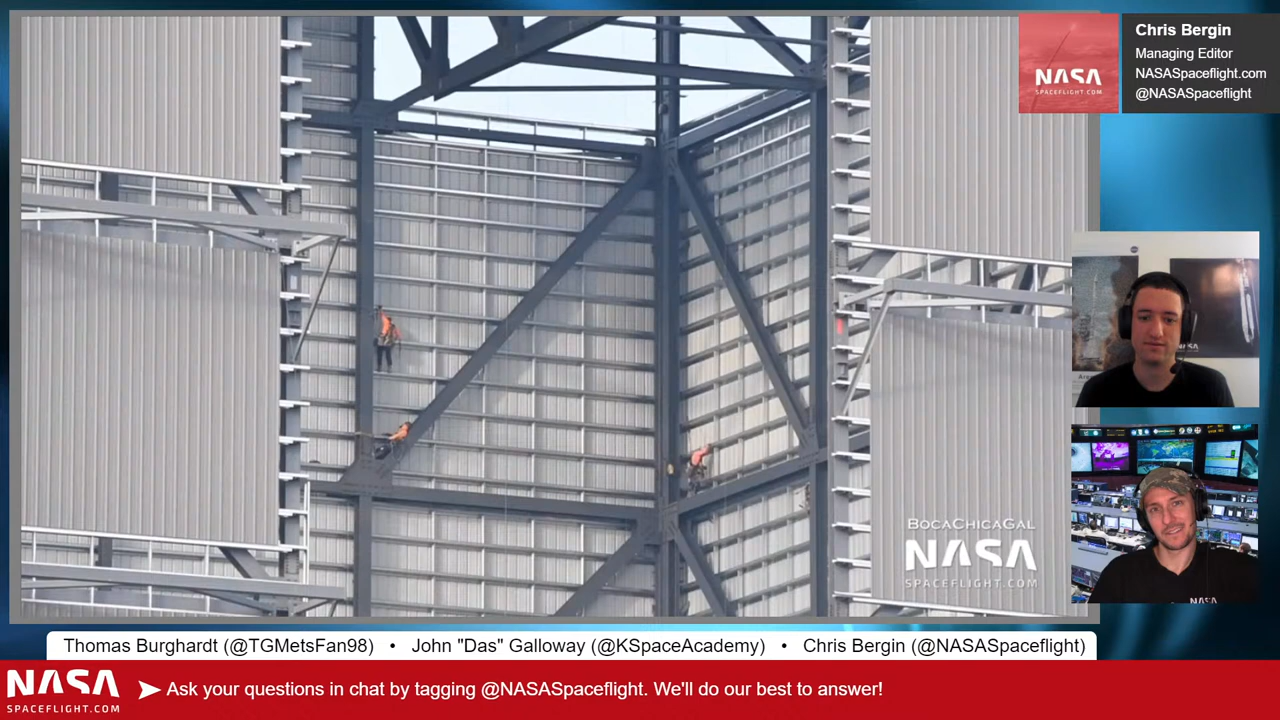 Chris Bergin
Managing Editor
NASASpaceflight.com
@NASASpaceflight
NASA
SPACEFLIGHT.COM
BOCACHICAGAL
NASA
SPACEFLIGHT.COM
NASA
Thomas Burghardt (@TGMetsFan98) • John "Das" Galloway (@KSpaceAcademy) • Chris Bergin (@NASASpaceflight)
NASA
SPACEFLIGHT.COM
Ask your questions in chat by tagging @NASASpaceflight. We'll do our best to answer!